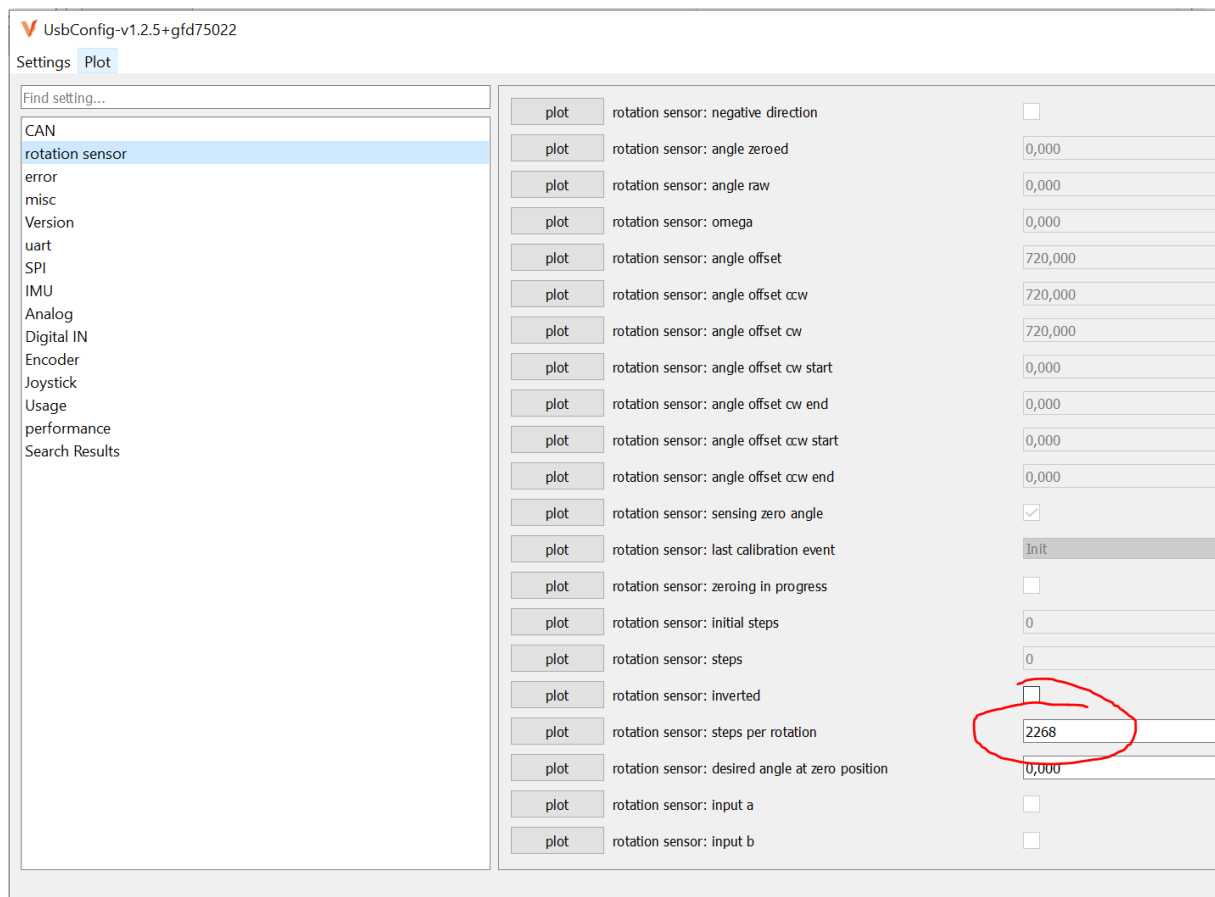 UsbConfig-v1.2.5+gfd75022
Settings Plot
Find setting...
CAN
rotation sensor
error
misc
Version
uart
SPI
IMU
Analog
Digital IN
Encoder
Joystick
Usage
performance
Search Results
plot rotation sensor: negative direction
plot rotation sensor: angle zeroed 0,000
plot rotation sensor: angle raw 0,000
plot rotation sensor: omega 0,000
plot rotation sensor: angle offset 720,000
plot rotation sensor: angle offset ccw 720,000
plot rotation sensor: angle offset cw 720,000
plot rotation sensor: angle offset cw start 0,000
plot rotation sensor: angle offset cw end 0,000
plot rotation sensor: angle offset ccw start 0,000
plot rotation sensor: angle offset ccw end 0,000
plot rotation sensor: sensing zero angle
plot rotation sensor: last calibration event Init
plot rotation sensor: zeroing in progress
plot rotation sensor: initial steps 0
plot rotation sensor: steps 0
plot rotation sensor: inverted
plot rotation sensor: steps per rotation 2268
plot rotation sensor: desired angle at zero position 0,000
plot rotation sensor: input a
plot rotation sensor: input b